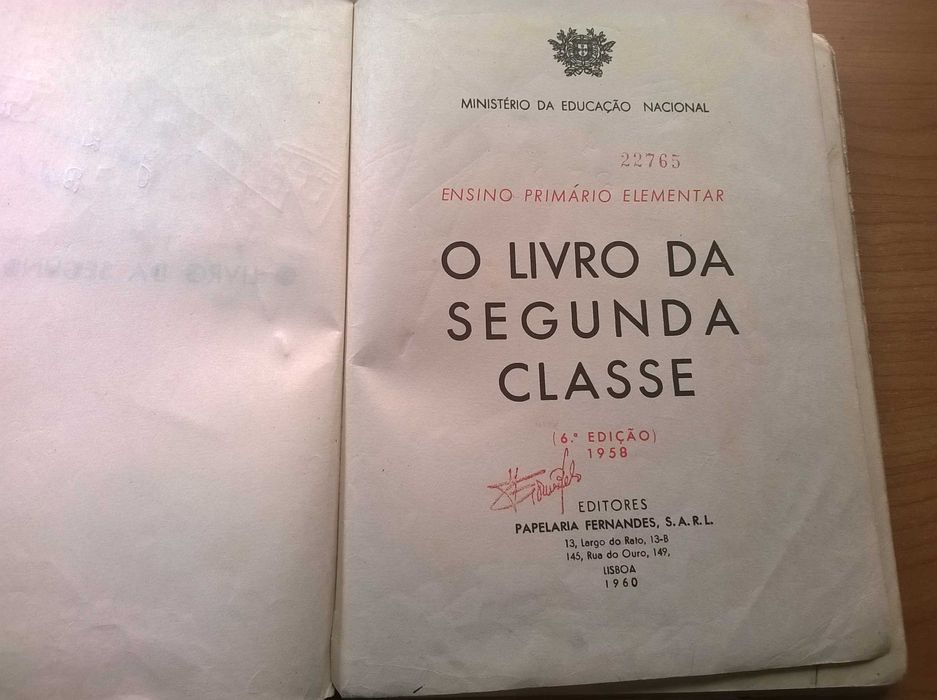 MINISTÉRIO DA EDUCAÇÃO NACIONAL
22765
ENSINO PRIMÁRIO ELEMENTAR
O LIVRO DA
SEGUNDA
CLASSE
(6.ª EDIÇÃO)
1958
EDITORES
PAPELARIA FERNANDES, S.A.R.L.
13, Largo do Rato, 13-B
145, Rua do Ouro, 149,
LISBOA
1960